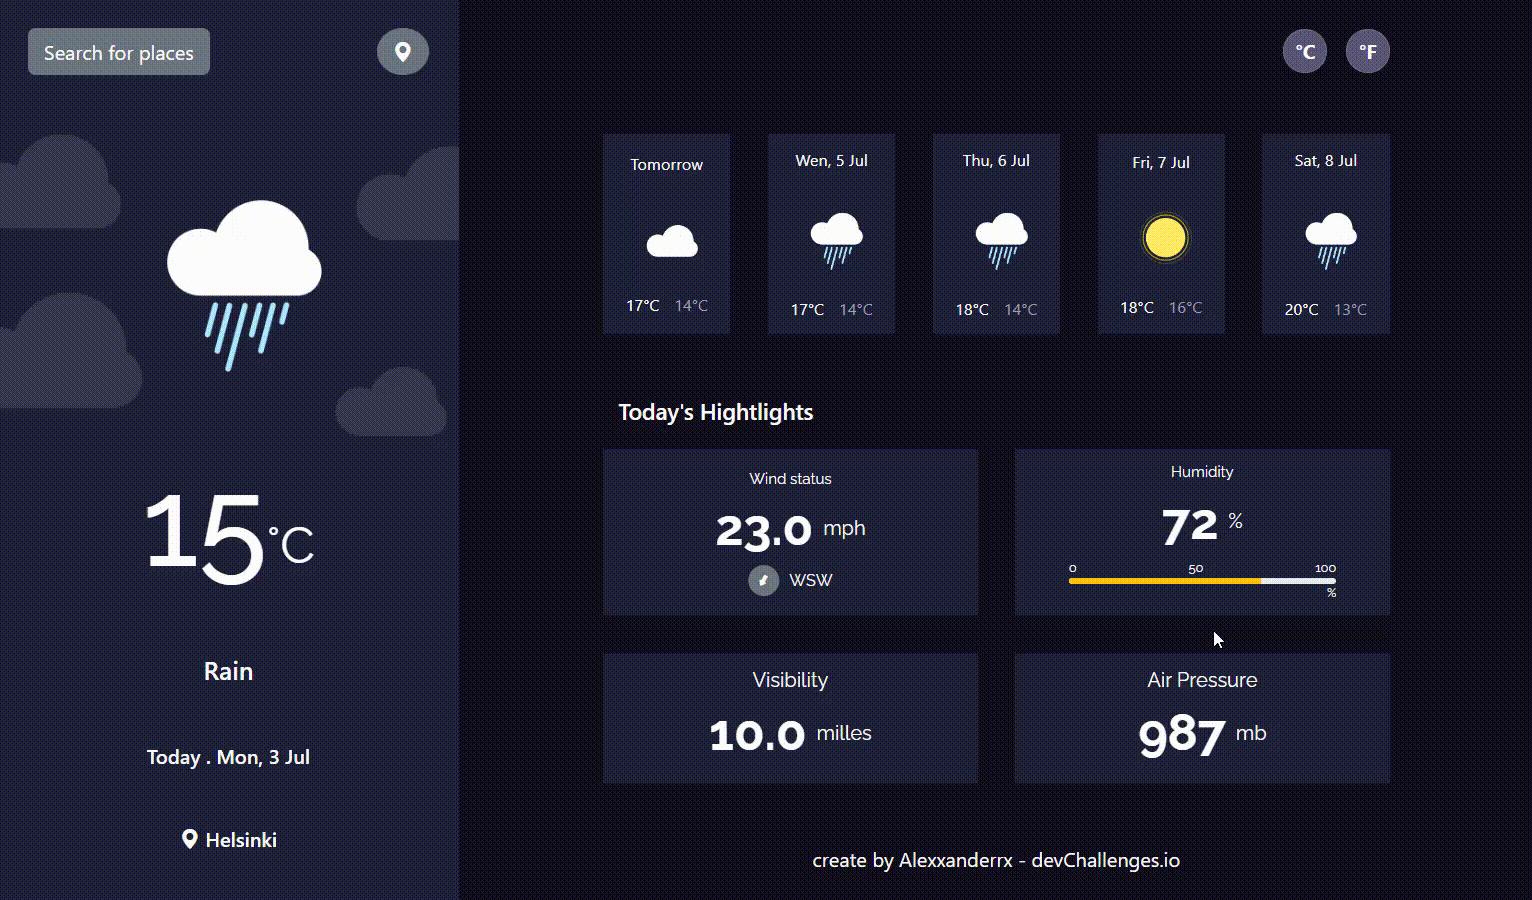 Search for places
°C °F
Tomorrow
17°C 14°C
Wen, 5 Jul
17°C 14°C
Thu, 6 Jul
18°C 14°C
Fri, 7 Jul
18°C 16°C
Sat, 8 Jul
20°C 13°C
15°C
Rain
Today . Mon, 3 Jul
Helsinki
Today's Hightlights
Wind status
23.0 mph
WSW
Humidity
72 %
0 50 100
%
Visibility
10.0 milles
Air Pressure
987 mb
create by Alexxanderrx - devChallenges.io